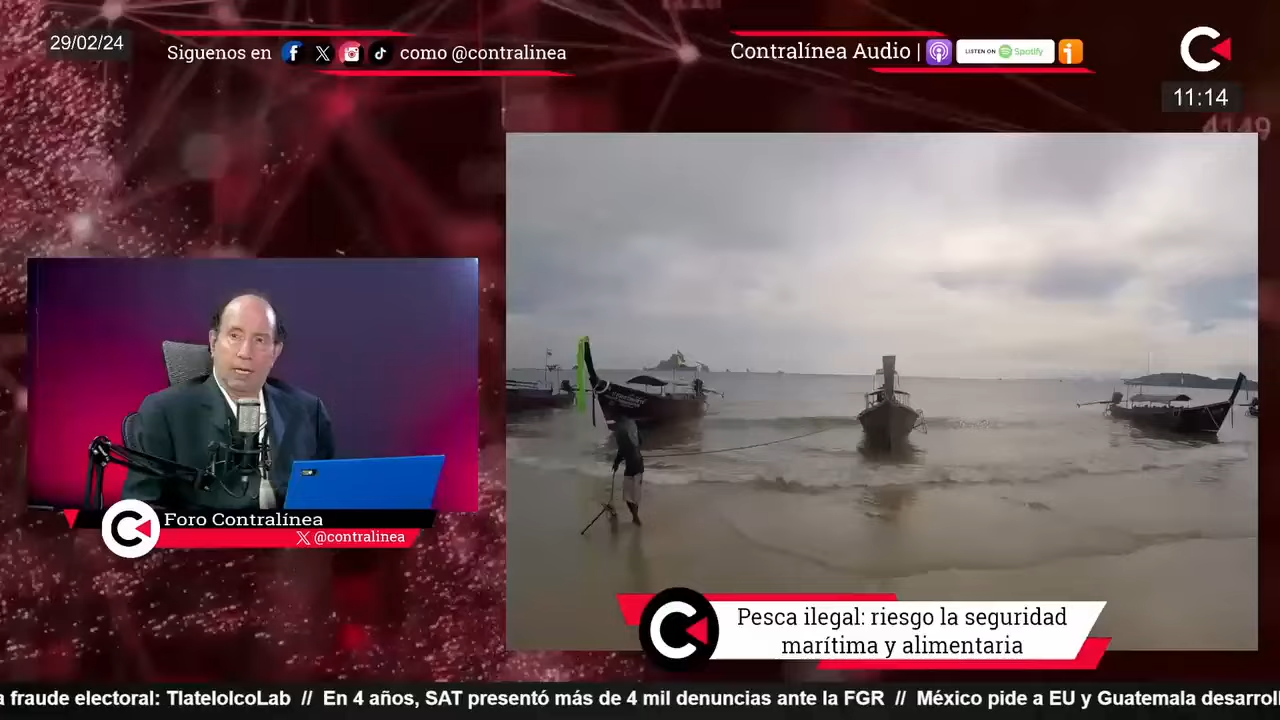 29/02/24
Siguenos en
como @contralinea
Contralínea Audio |
LISTEN ON Spotify
11:14
4149
Foro Contralínea
@contralinea
Pesca ilegal: riesgo la seguridad
marítima y alimentaria
a fraude electoral: TlatelolcoLab // En 4 años, SAT presentó más de 4 mil denuncias ante la FGR // México pide a EU y Guatemala desarrol